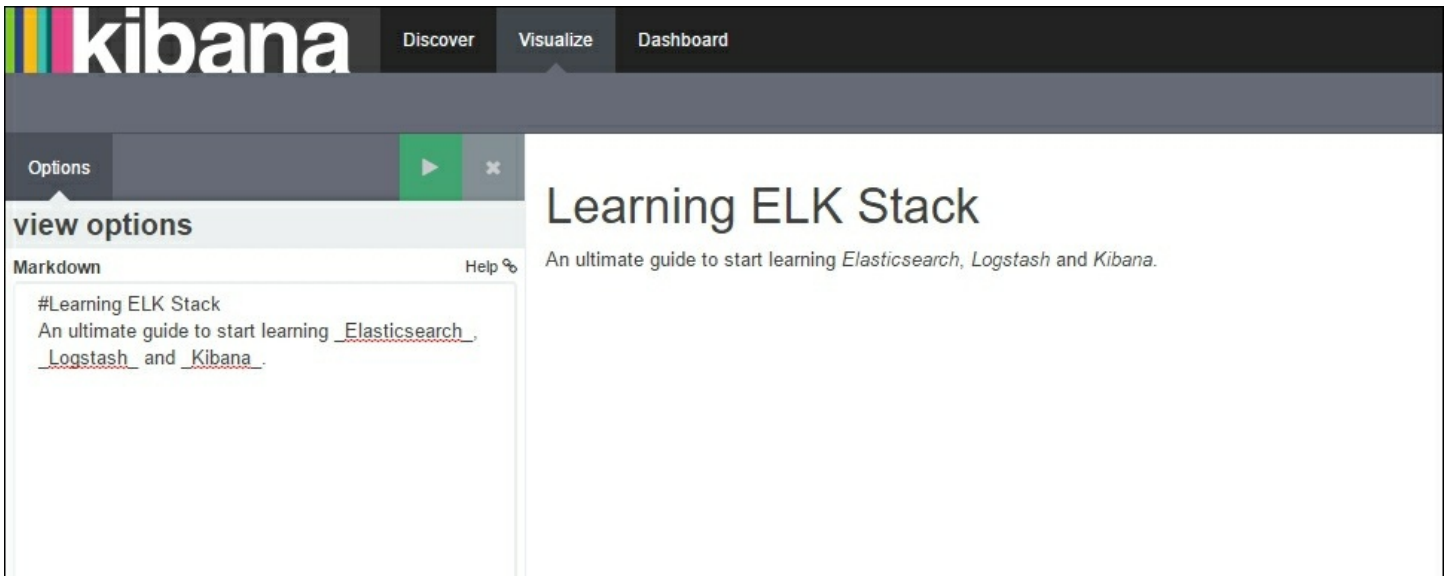 kibana
Discover Visualize Dashboard
Options
view options
Markdown Help
#Learning ELK Stack
An ultimate guide to start learning _Elasticsearch_,
_Logstash_ and _Kibana_.
Learning ELK Stack
An ultimate guide to start learning Elasticsearch, Logstash and Kibana.